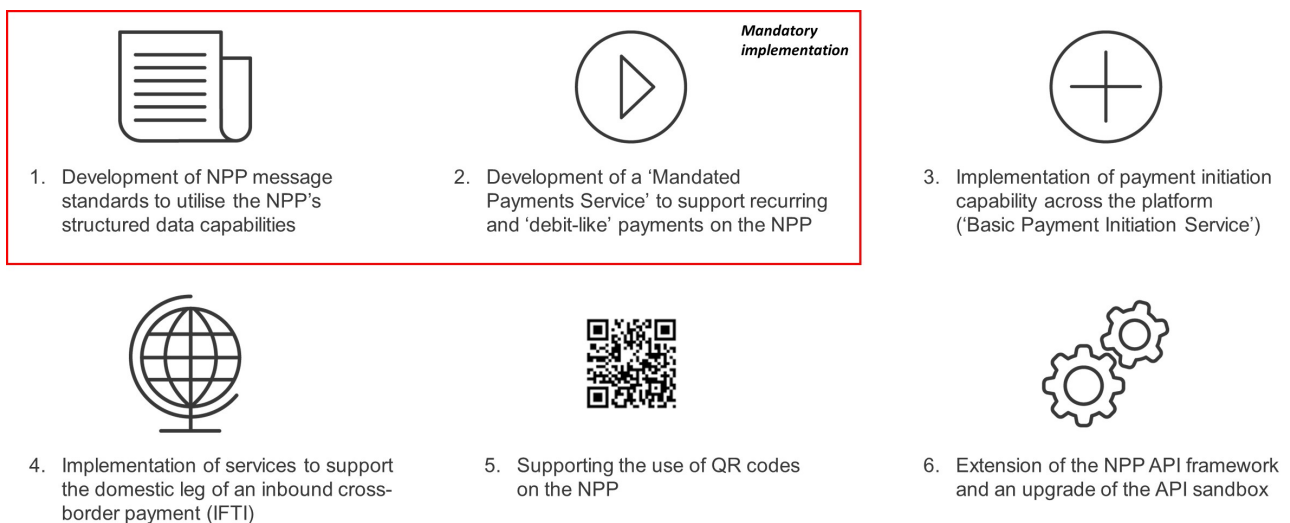 Mandatory
implementation
1. Development of NPP message
standards to utilise the NPP's
structured data capabilities
2. Development of a ‘Mandated
Payments Service’ to support recurring
and ‘debit-like’ payments on the NPP
3. Implementation of payment initiation
capability across the platform
(‘Basic Payment Initiation Service’)
4. Implementation of services to support
the domestic leg of an inbound cross-
border payment (IFTI)
5. Supporting the use of QR codes
on the NPP
6. Extension of the NPP API framework
and an upgrade of the API sandbox